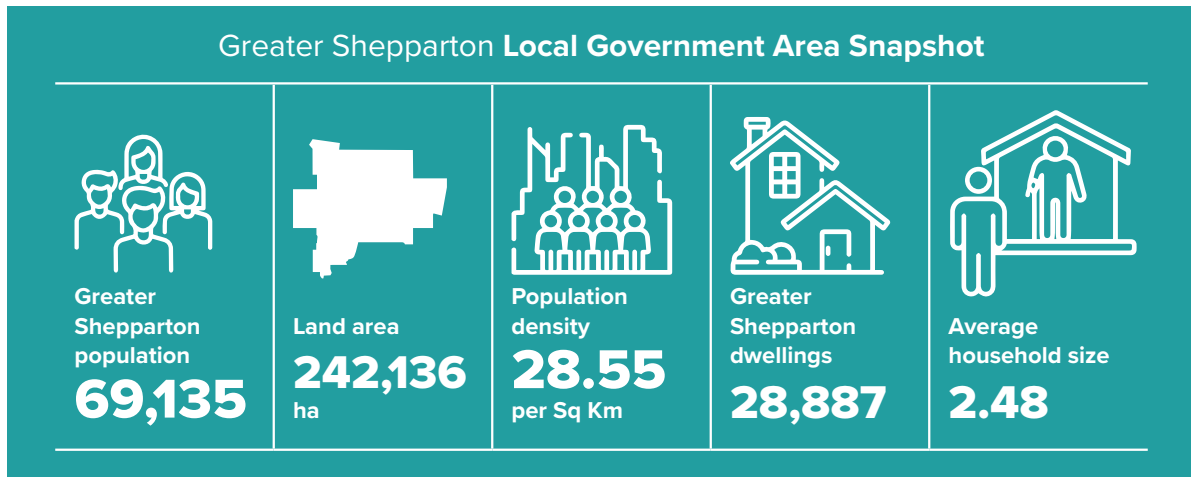 Greater Shepparton Local Government Area Snapshot
Greater
Shepparton
population
69,135
Land area
242,136
ha
Population
density
28.55
per Sq Km
Greater
Shepparton
dwellings
28,887
Average
household size
2.48